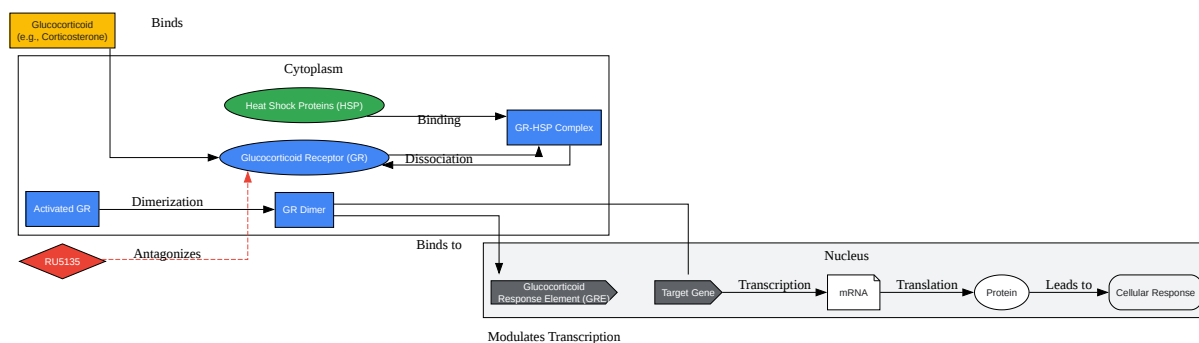 Glucocorticoid
(e.g., Corticosterone)
Binds
Cytoplasm
Heat Shock Proteins (HSP)
Binding
GR-HSP Complex
Glucocorticoid Receptor (GR)
Dissociation
Activated GR
Dimerization
GR Dimer
RU5135
Antagonizes
Binds to
Nucleus
Glucocorticoid
Response Element (GRE)
Target Gene
Transcription
mRNA
Translation
Protein
Leads to
Cellular Response
Modulates Transcription